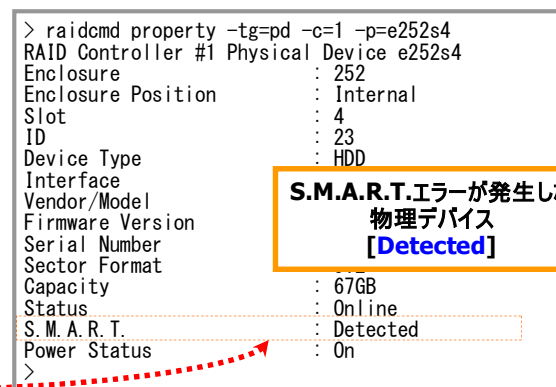 > raidcmd property -tg=pd -c=1 -p=e252s4
RAID Controller #1 Physical Device e252s4
Enclosure : 252
Enclosure Position : Internal
Slot : 4
ID : 23
Device Type : HDD
Interface
Vendor/Model
Firmware Version
Serial Number
Sector Format
Capacity : 67GB
Status : Online
S.M.A.R.T. : Detected
Power Status : On
>
S.M.A.R.T.エラーが発生し
物理デバイス
[Detected]